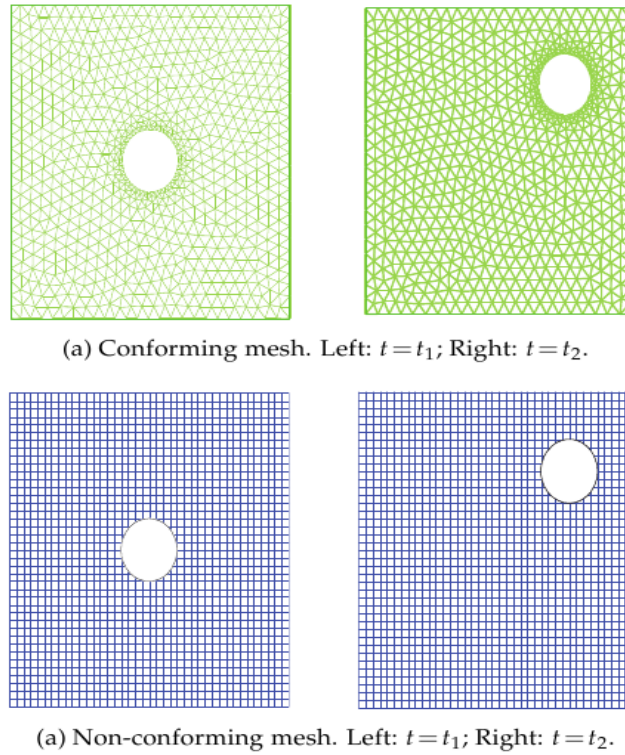 (a) Conforming mesh. Left: t=t₁; Right: t=t₂.
(a) Non-conforming mesh. Left: t=t₁; Right: t=t₂.